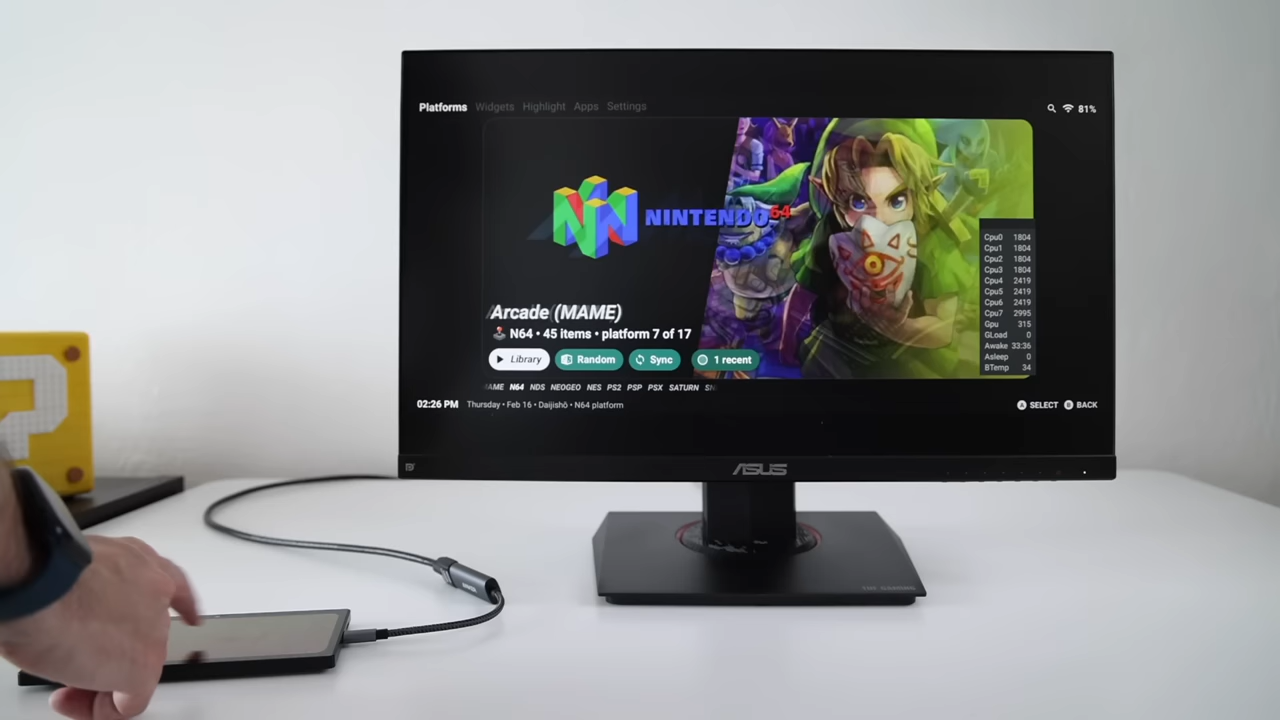 Platforms Widgets Highlight Apps Settings
81%
NINTENDO64
Arcade (MAME)
N64 • 45 items • platform 7 of 17
Library Random Sync 1 recent
N64 NDS NEOGEO NES PS2 PSP PSX SATURN
02:26 PM Thursday • Feb 16 • Daijishō • N64 platform
A SELECT B BACK
Cpu0 1804
Cpu1 1804
Cpu2 1804
Cpu3 1804
Cpu4 2419
Cpu5 2419
Cpu6 2419
Cpu7 2995
Gpu 315
GLoad 0
Awake 33:36
Asleep 0
BTemp 34
ASUS